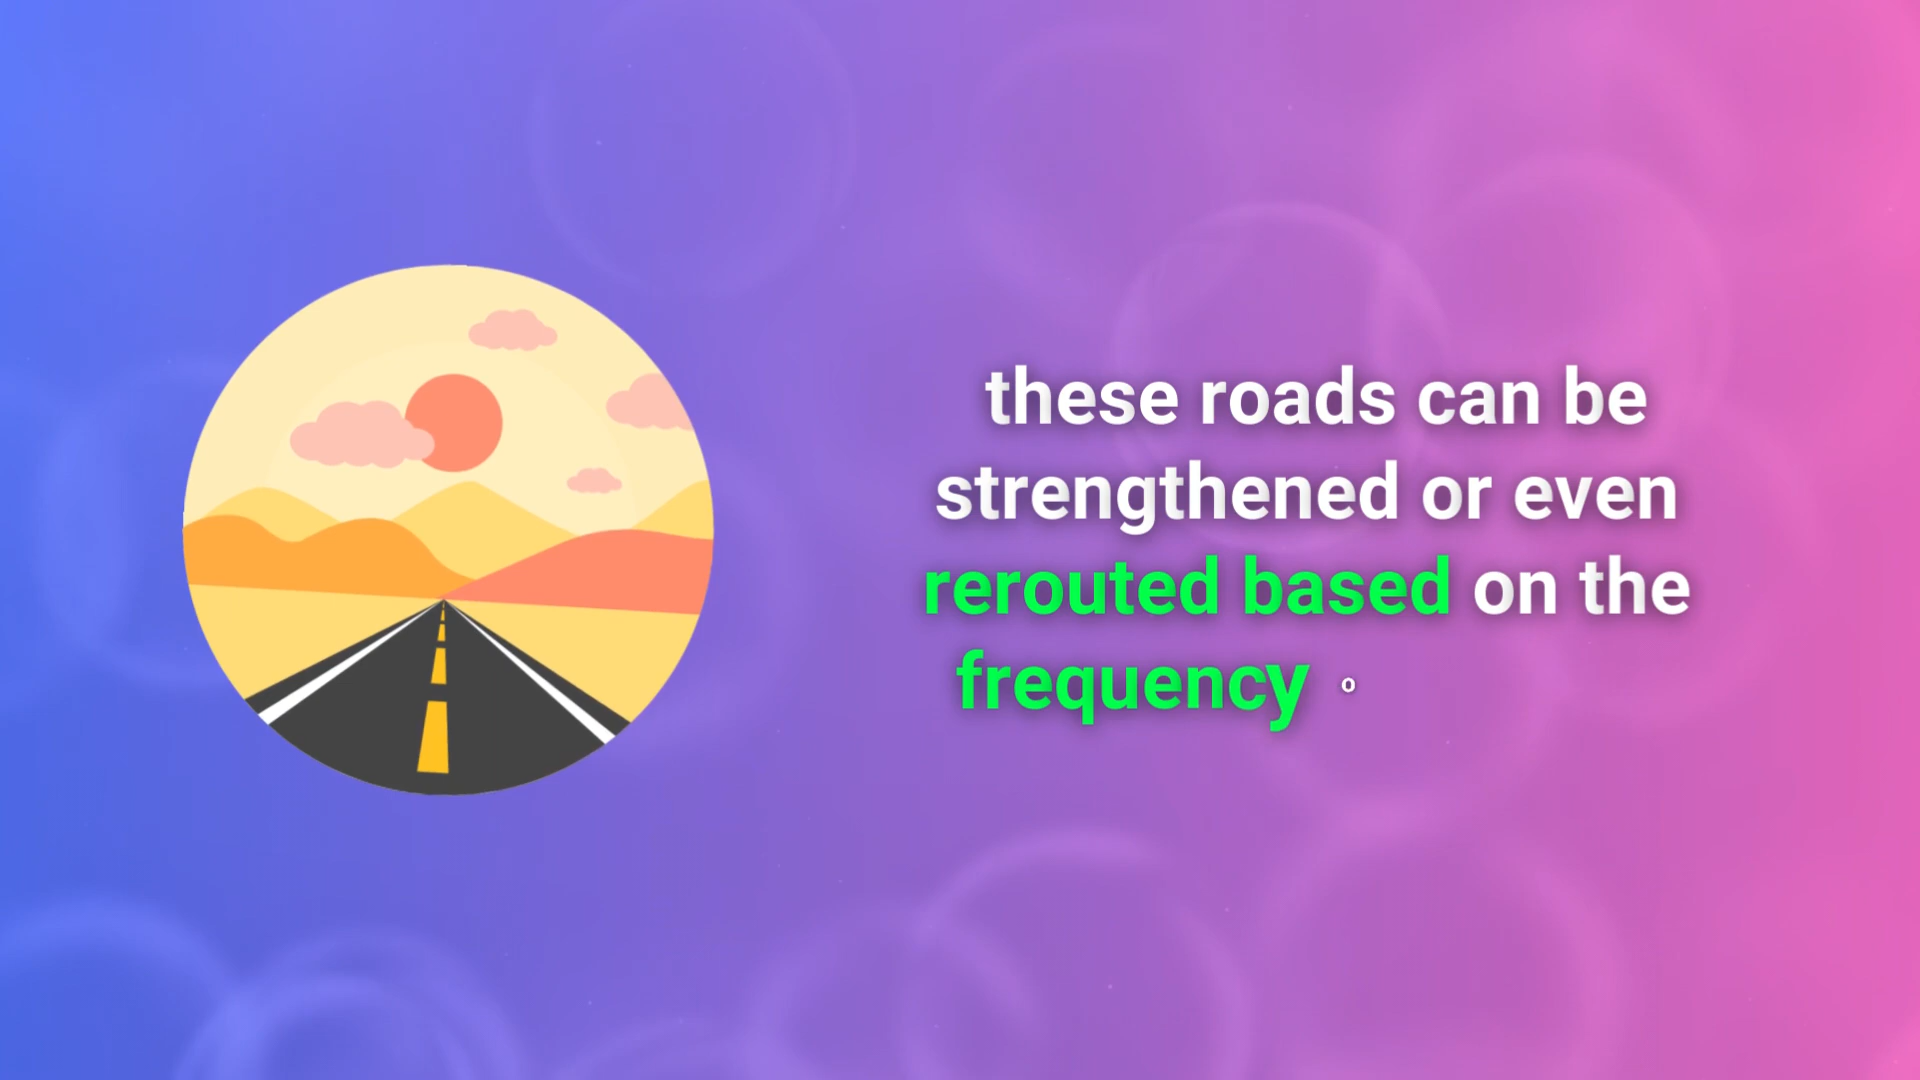 these roads can be
strengthened or even
rerouted based on the
frequency o